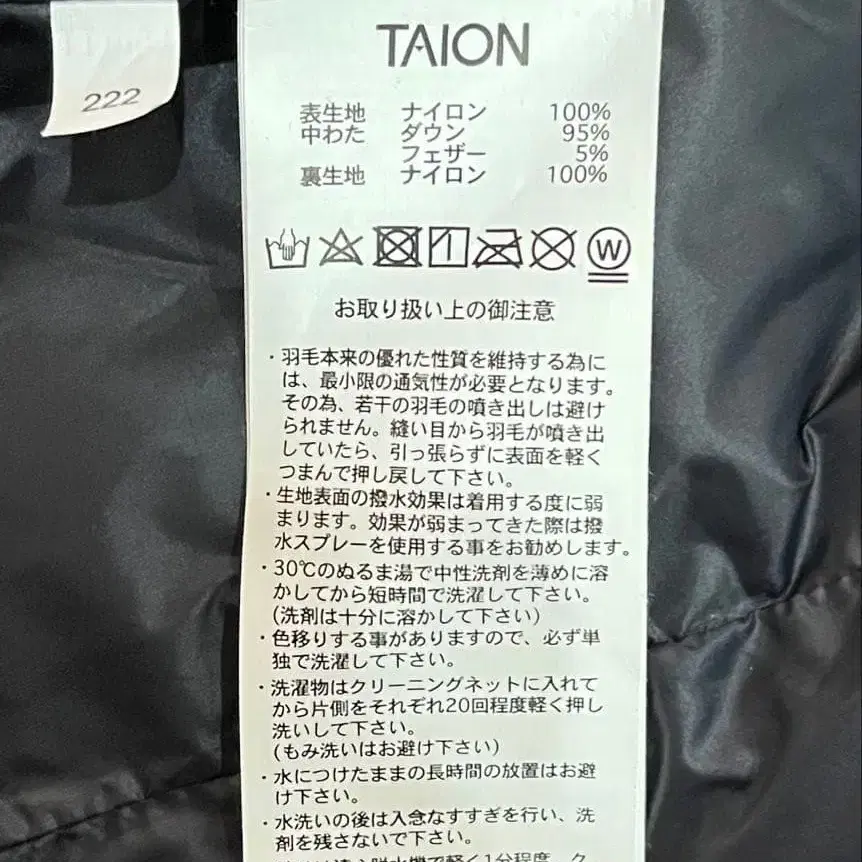 222
TAION
表生地 ナイロン 100%
中わた ダウン 95%
フェザー 5%
裏生地 ナイロン 100%
W
お取り扱い上の御注意
・羽毛本来の優れた性質を維持する為に
は、最小限の通気性が必要となります。
その為、若干の羽毛の噴き出しは避け
られません。縫い目から羽毛が噴き出
していたら、引っ張らずに表面を軽く
つまんで押し戻して下さい。
・生地表面の撥水効果は着用する度に弱
まります。効果が弱まってきた際は撥
水スプレーを使用する事をお勧めします。
・30℃のぬるま湯で中性洗剤を薄めに溶
かしてから短時間で洗濯して下さい。
(洗剤は十分に溶かして下さい)
・色移りする事がありますので、必ず単
独で洗濯して下さい。
・洗濯物はクリーニングネットに入れて
から片側をそれぞれ20回程度軽く押し
洗いして下さい。
(もみ洗いはお避け下さい)
・水につけたままの長時間の放置はお避
け下さい。
・水洗いの後は入念なすすぎを行い、洗
剤を残さないで下さい。
遠心脱水機で軽く1分程度、ク